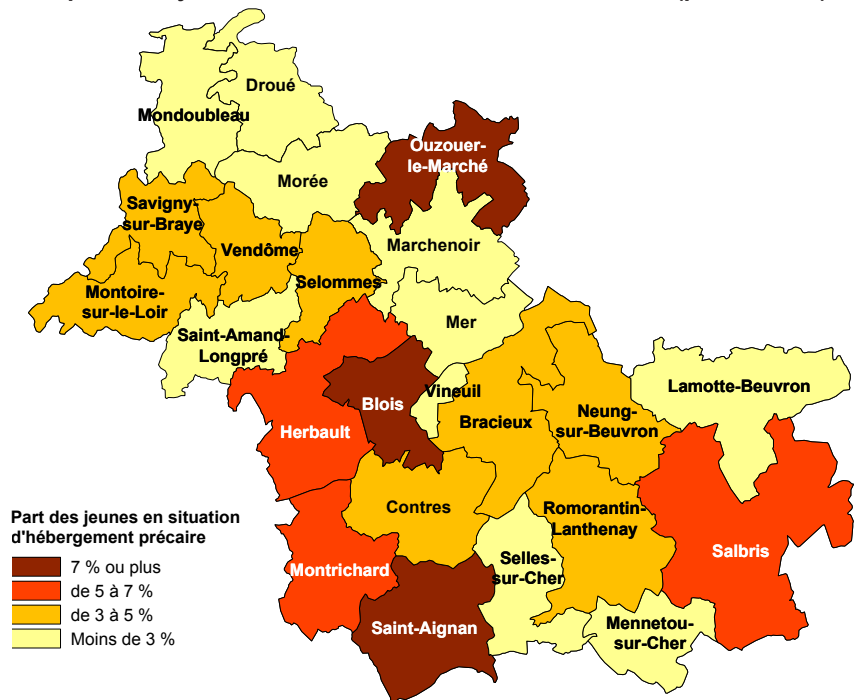 Droué
Mondoubleau
Ouzouer-
le-Marché
Morée
Savigny-
sur-Braye
Vendôme
Marchenoir
Selommes
Montoire-
sur-le-Loir
Mer
Saint-Amand-
Longpré
Vineuil
Lamotte-Beuvron
Blois
Neung-
sur-Beuvron
Bracieux
Herbault
Contres
Romorantin-
Lanthenay
Part des jeunes en situation
d'hébergement précaire
Salbris
Selles-
sur-Cher
Montrichard
7 % ou plus
de 5 à 7 %
de 3 à 5 %
Moins de 3 %
Saint-Aignan
Mennetou-
sur-Cher